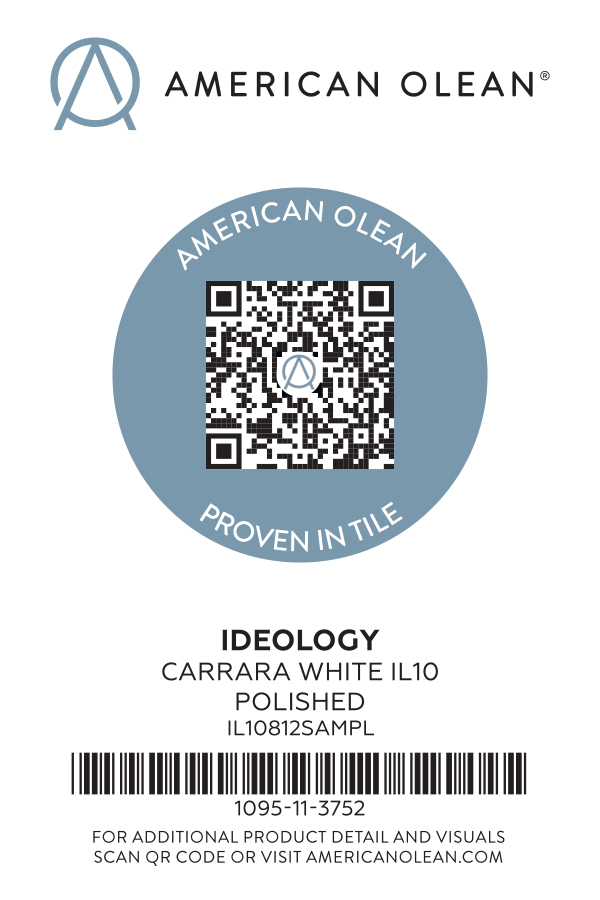 AMERICAN OLEAN®
AMERICAN OLEAN
PROVEN IN TILE
IDEOLOGY
CARRARA WHITE IL10
POLISHED
IL10812SAMPL
1095-11-3752
FOR ADDITIONAL PRODUCT DETAIL AND VISUALS
SCAN QR CODE OR VISIT AMERICANOLEAN.COM